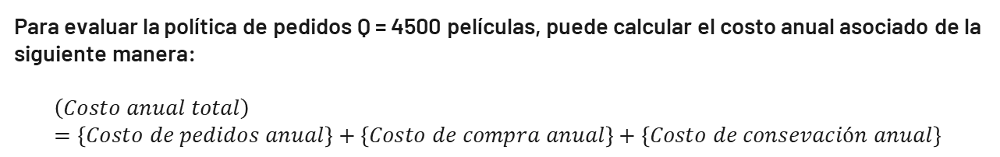 Para evaluar la política de pedidos Q = 4500 películas, puede calcular el costo anual asociado de la
siguiente manera:
(Costo anual total)
= {Costo de pedidos anual} + {Costo de compra anual} + {Costo de consevación anual}